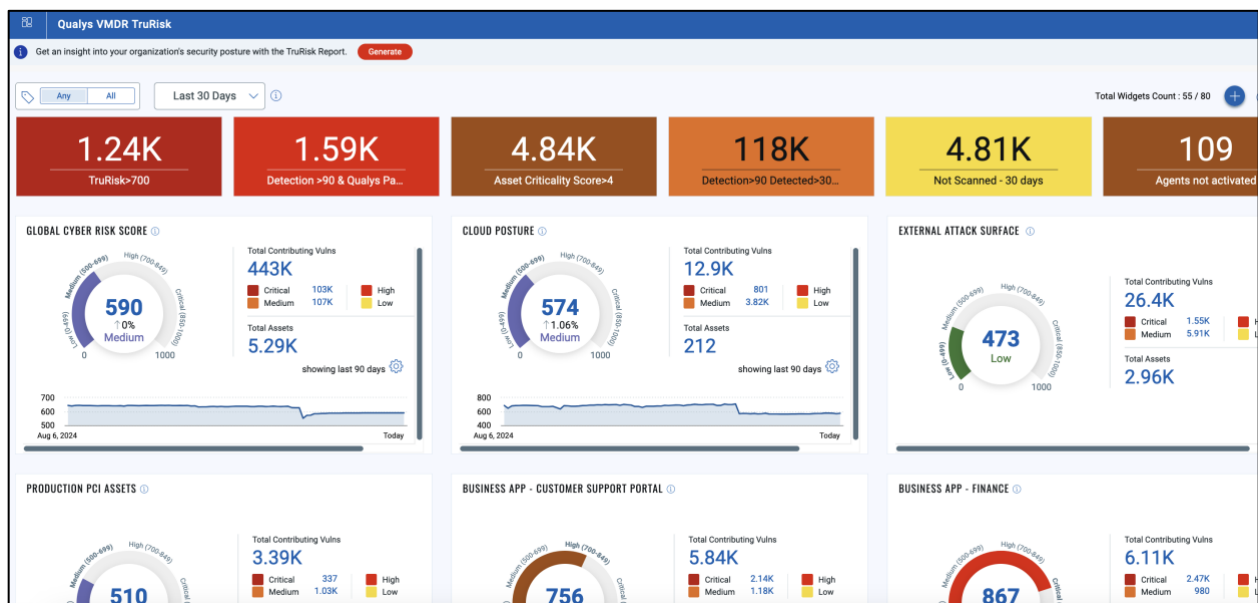 Qualys VMDR TruRisk
Get an insight into your organization's security posture with the TruRisk Report. Generate
Any All Last 30 Days Total Widgets Count : 55 / 80
1.24K
TruRisk>700
1.59K
Detection >90 & Qualys Pa...
4.84K
Asset Criticality Score>4
118K
Detection>90 Detected>30...
4.81K
Not Scanned - 30 days
109
Agents not activated
GLOBAL CYBER RISK SCORE
Low (0-499)
Medium (500-699)
High (700-849)
Critical (850-1000)
590
↑0%
Medium
0 1000
Total Contributing Vulns
443K
Critical 103K High
Medium 107K Low
Total Assets
5.29K
showing last 90 days
700
600
500
Aug 6, 2024 Today
CLOUD POSTURE
Low (0-499)
Medium (500-699)
High (700-849)
Critical (850-1000)
574
↑1.06%
Medium
0 1000
Total Contributing Vulns
12.9K
Critical 801 High
Medium 3.82K Low
Total Assets
212
showing last 90 days
800
600
400
Aug 6, 2024 Today
EXTERNAL ATTACK SURFACE
Low (0-499)
Medium (500-699)
High (700-849)
Critical (850-1000)
473
Low
0 1000
Total Contributing Vulns
26.4K
Critical 1.55K
Medium 5.91K
Total Assets
2.96K
PRODUCTION PCI ASSETS
Medium (500-699)
High (700-849)
510
Total Contributing Vulns
3.39K
Critical 337 High
Medium 1.03K Low
BUSINESS APP - CUSTOMER SUPPORT PORTAL
Medium (500-699)
High (700-849)
756
Total Contributing Vulns
5.84K
Critical 2.14K High
Medium 1.18K Low
BUSINESS APP - FINANCE
Medium (500-699)
High (700-849)
867
Total Contributing Vulns
6.11K
Critical 2.47K
Medium 980